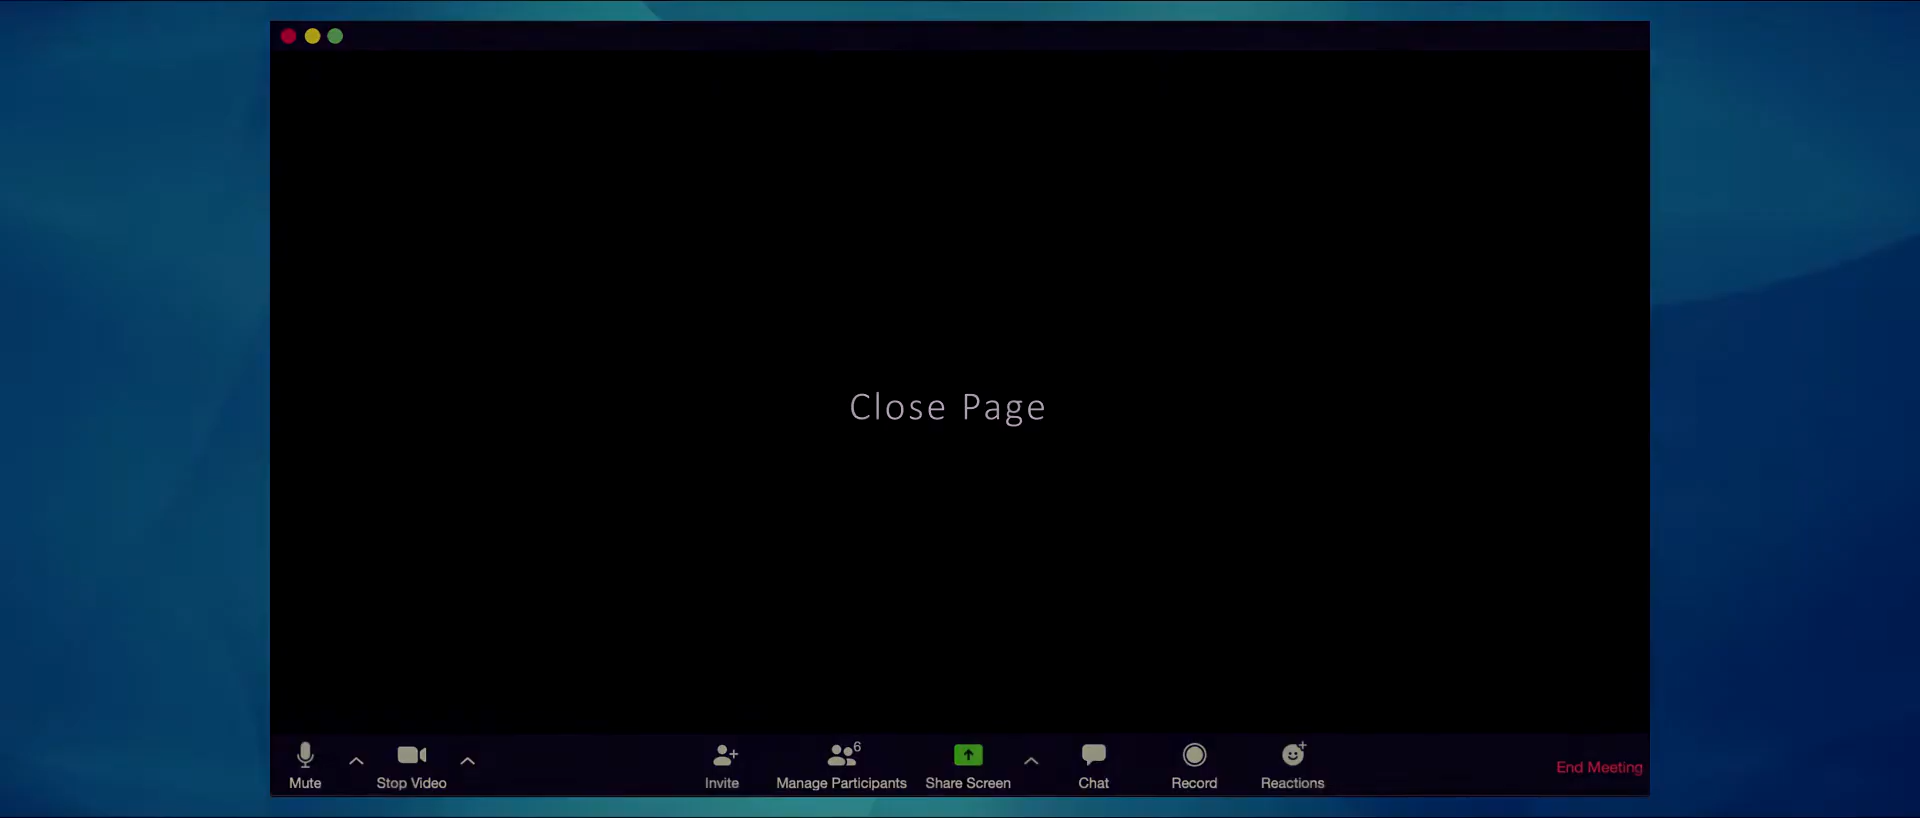 Close Page
Mute
Stop Video
Invite
6
Manage Participants
Share Screen
Chat
Record
Reactions
End Meeting